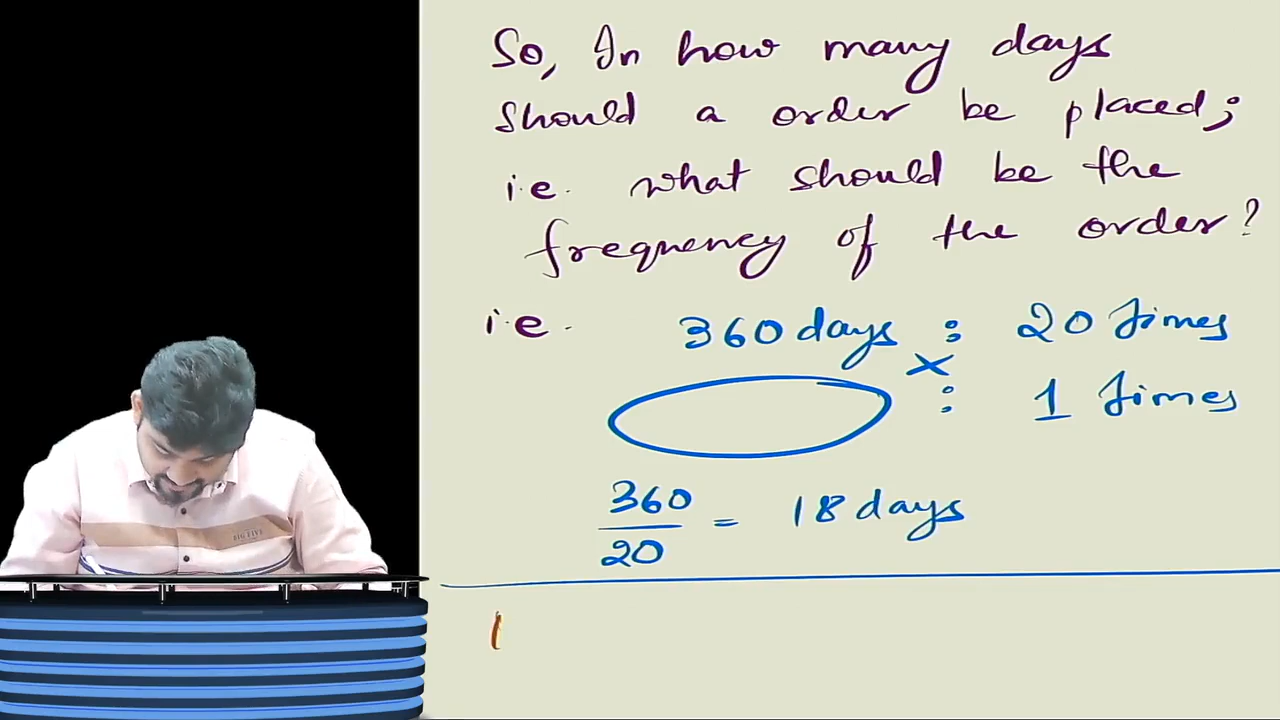 So, In how many days
should a order be placed;
i.e. what should be the
frequency of the order?
i.e. 360 days : 20 times
×
: 1 times
360
20 = 18 days
(